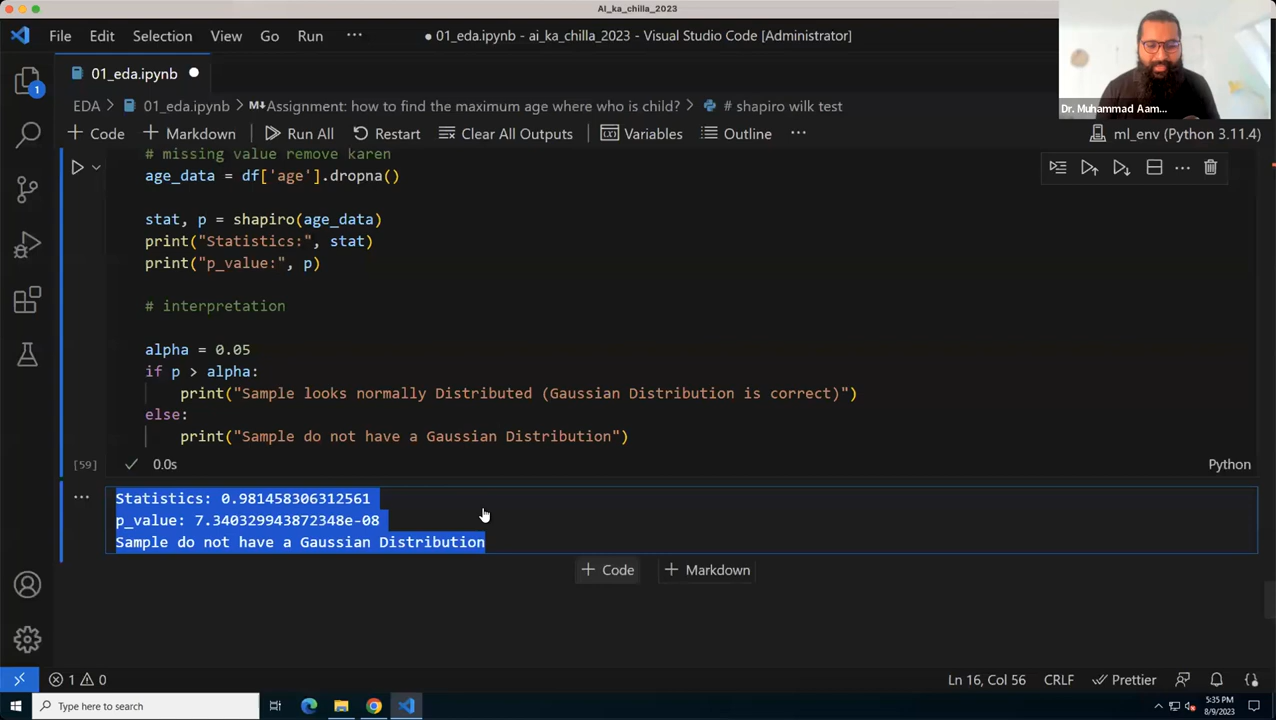 AI_ka_chilla_2023
File Edit Selection View Go Run ··· ● 01_eda.ipynb - ai_ka_chilla_2023 - Visual Studio Code [Administrator]
01_eda.ipynb ●
EDA > 01_eda.ipynb > M↓Assignment: how to find the maximum age where who is child? > # shapiro wilk test
+ Code + Markdown Run All Restart Clear All Outputs Variables Outline ··· ml_env (Python 3.11.4)
Dr. Muhammad Aam...
1
# missing value remove karen
age_data = df['age'].dropna()
stat, p = shapiro(age_data)
print("Statistics:", stat)
print("p_value:", p)
# interpretation
alpha = 0.05
if p > alpha:
print("Sample looks normally Distributed (Gaussian Distribution is correct)")
else:
print("Sample do not have a Gaussian Distribution")
[59] 0.0s Python
Statistics: 0.981458306312561
p_value: 7.340329943872348e-08
Sample do not have a Gaussian Distribution
+ Code + Markdown
1 0 Ln 16, Col 56 CRLF Prettier
Type here to search 5:35 PM
8/9/2023